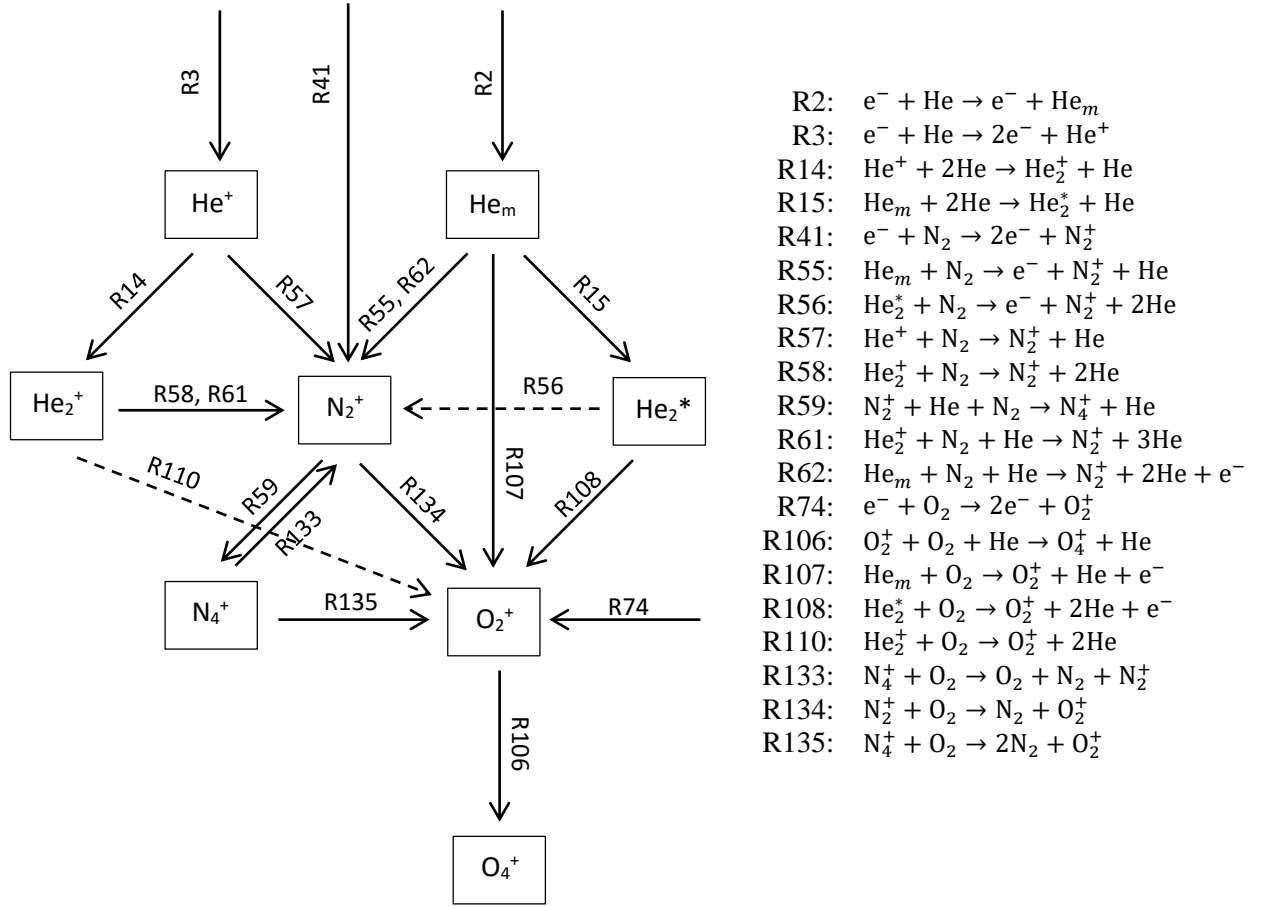 R3
R41
R2
He⁺
Heₘ
R14
R57
R55, R62
R15
He₂⁺
R58, R61
N₂⁺
R56
He₂*
R110
R59
R133
R134
R107
R108
N₄⁺
R135
O₂⁺
R74
R106
O₄⁺
R2: e⁻ + He → e⁻ + Heₘ
R3: e⁻ + He → 2e⁻ + He⁺
R14: He⁺ + 2He → He₂⁺ + He
R15: Heₘ + 2He → He₂* + He
R41: e⁻ + N₂ → 2e⁻ + N₂⁺
R55: Heₘ + N₂ → e⁻ + N₂⁺ + He
R56: He₂* + N₂ → e⁻ + N₂⁺ + 2He
R57: He⁺ + N₂ → N₂⁺ + He
R58: He₂⁺ + N₂ → N₂⁺ + 2He
R59: N₂⁺ + He + N₂ → N₄⁺ + He
R61: He₂⁺ + N₂ + He → N₂⁺ + 3He
R62: Heₘ + N₂ + He → N₂⁺ + 2He + e⁻
R74: e⁻ + O₂ → 2e⁻ + O₂⁺
R106: O₂⁺ + O₂ + He → O₄⁺ + He
R107: Heₘ + O₂ → O₂⁺ + He + e⁻
R108: He₂* + O₂ → O₂⁺ + 2He + e⁻
R110: He₂⁺ + O₂ → O₂⁺ + 2He
R133: N₄⁺ + O₂ → O₂ + N₂ + N₂⁺
R134: N₂⁺ + O₂ → N₂ + O₂⁺
R135: N₄⁺ + O₂ → 2N₂ + O₂⁺